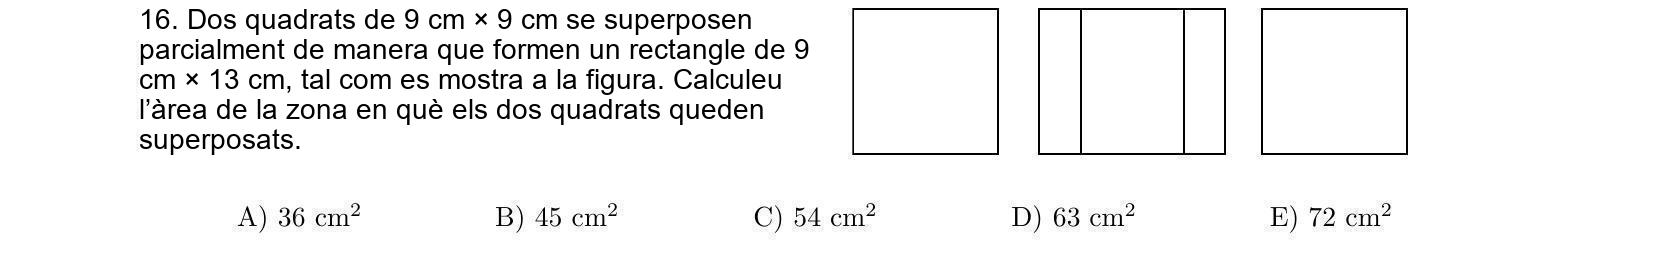 16. Dos quadrats de 9 cm × 9 cm se superposen
parcialment de manera que formen un rectangle de 9
cm × 13 cm, tal com es mostra a la figura. Calculeu
l’àrea de la zona en què els dos quadrats queden
superposats.
A) 36 cm² B) 45 cm² C) 54 cm² D) 63 cm² E) 72 cm²